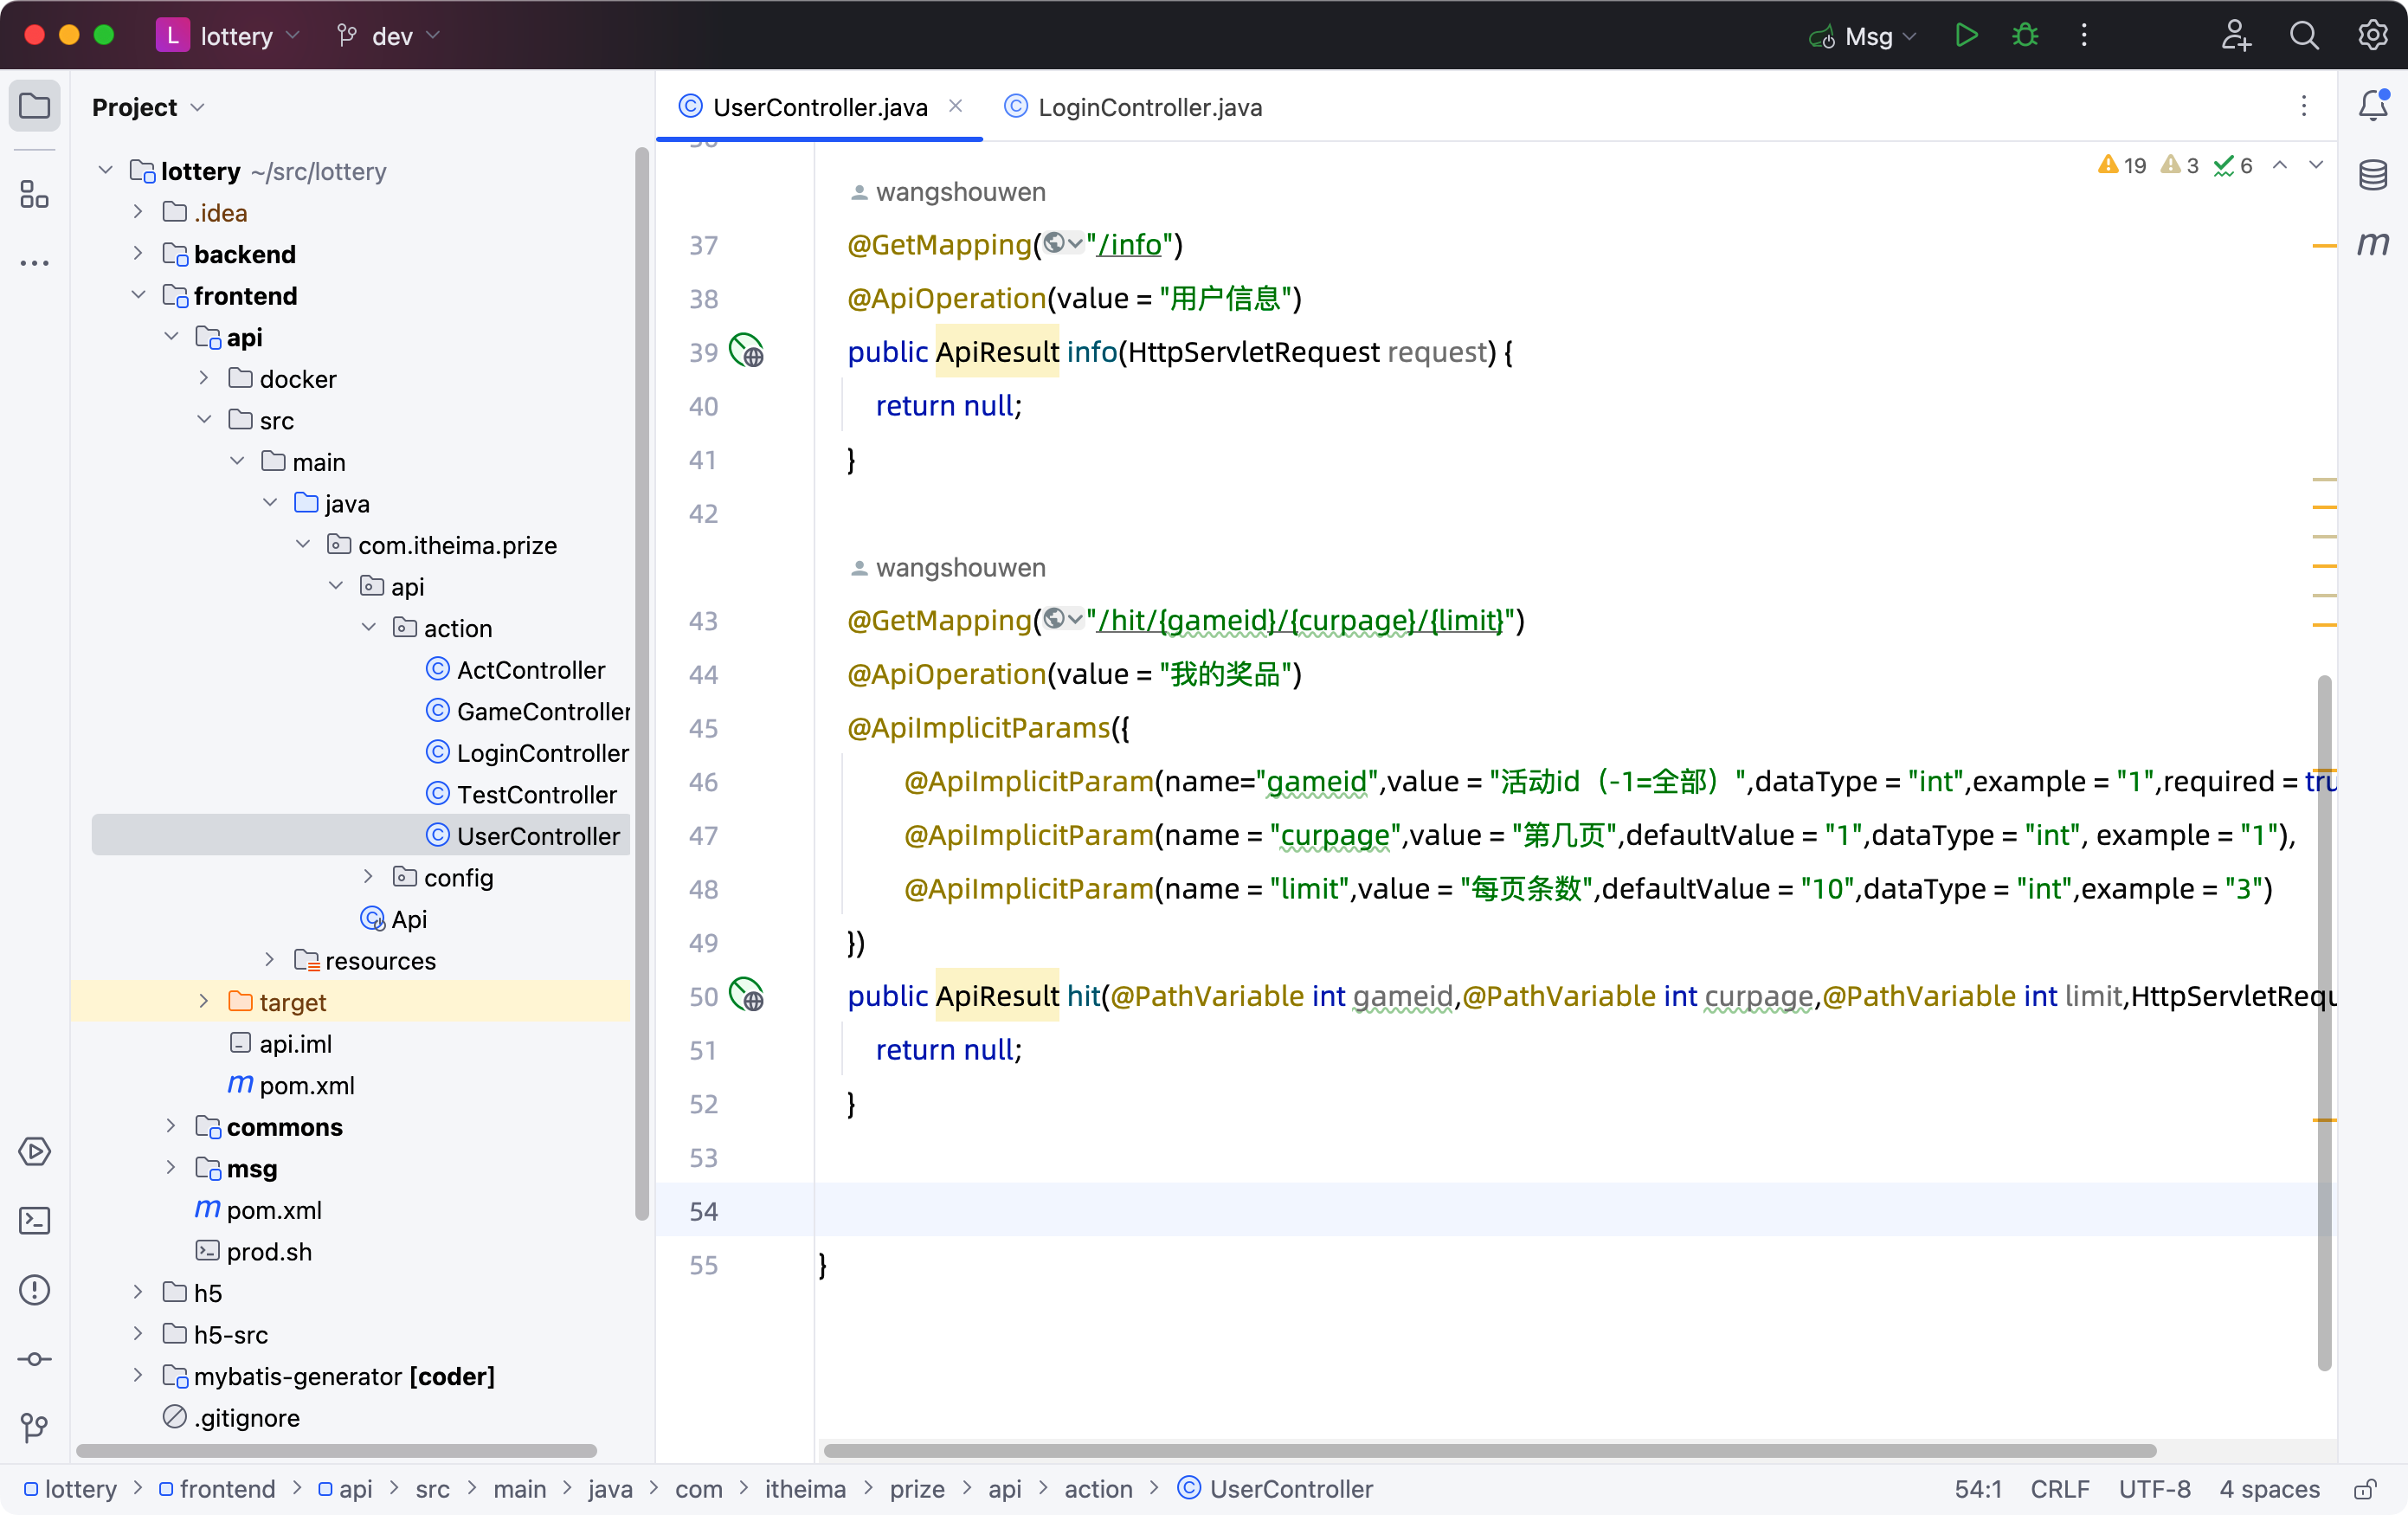 L lottery dev Msg
Project
lottery ~/src/lottery
.idea
backend
frontend
api
docker
src
main
java
com.itheima.prize
api
action
ActController
GameController
LoginController
TestController
UserController
config
Api
resources
target
api.iml
m pom.xml
commons
msg
m pom.xml
prod.sh
h5
h5-src
mybatis-generator [coder]
.gitignore
UserController.java LoginController.java
19 3 6
wangshouwen
37 @GetMapping("/info")
38 @ApiOperation(value = "用户信息")
39 public ApiResult info(HttpServletRequest request) {
40 return null;
41 }
42
wangshouwen
43 @GetMapping("/hit/{gameid}/{curpage}/{limit}")
44 @ApiOperation(value = "我的奖品")
45 @ApiImplicitParams({
46 @ApiImplicitParam(name="gameid",value = "活动id（-1=全部）",dataType = "int",example = "1",required = tru
47 @ApiImplicitParam(name = "curpage",value = "第几页",defaultValue = "1",dataType = "int", example = "1"),
48 @ApiImplicitParam(name = "limit",value = "每页条数",defaultValue = "10",dataType = "int",example = "3")
49 })
50 public ApiResult hit(@PathVariable int gameid,@PathVariable int curpage,@PathVariable int limit,HttpServletRequ
51 return null;
52 }
53
54
55 }
m
lottery > frontend > api > src > main > java > com > itheima > prize > api > action > UserController
54:1 CRLF UTF-8 4 spaces